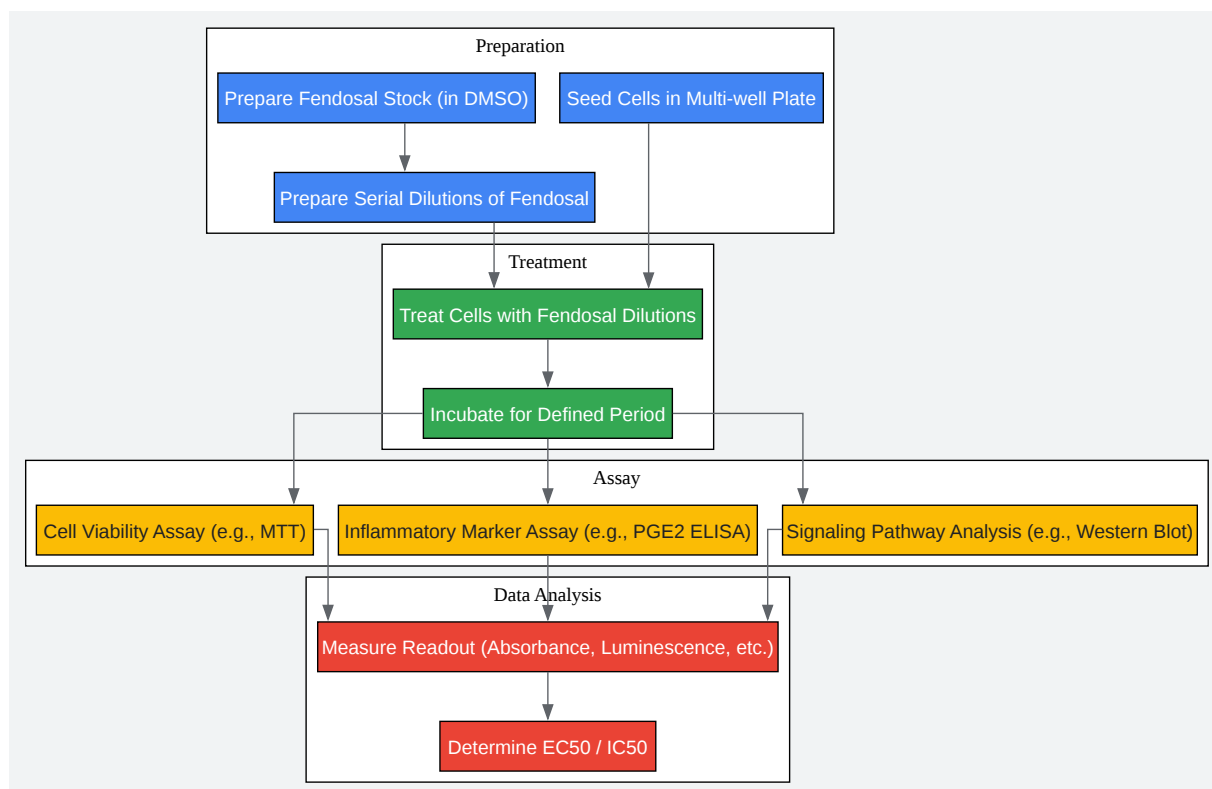 Preparation
Prepare Fendosal Stock (in DMSO)
Seed Cells in Multi-well Plate
Prepare Serial Dilutions of Fendosal
Treatment
Treat Cells with Fendosal Dilutions
Incubate for Defined Period
Assay
Cell Viability Assay (e.g., MTT)
Inflammatory Marker Assay (e.g., PGE2 ELISA)
Signaling Pathway Analysis (e.g., Western Blot)
Data Analysis
Measure Readout (Absorbance, Luminescence, etc.)
Determine EC50 / IC50